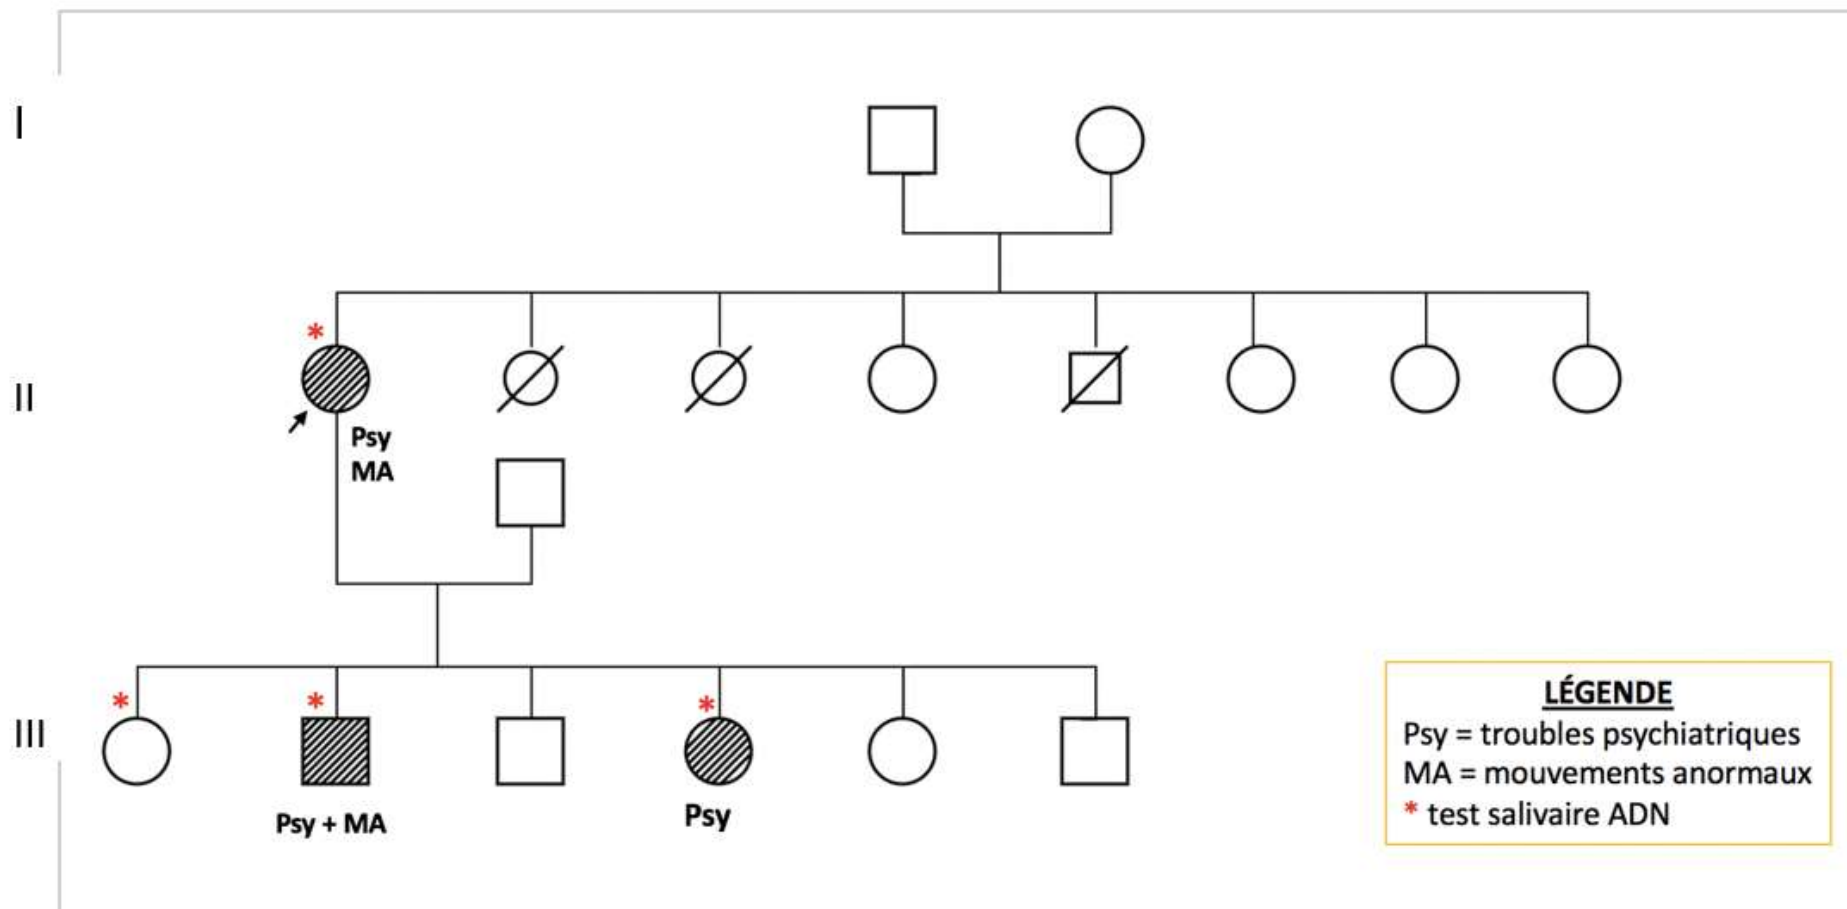 I
*
II
Psy
MA
* * *
III
Psy + MA
Psy
LÉGENDE
Psy = troubles psychiatriques
MA = mouvements anormaux
* test salivaire ADN